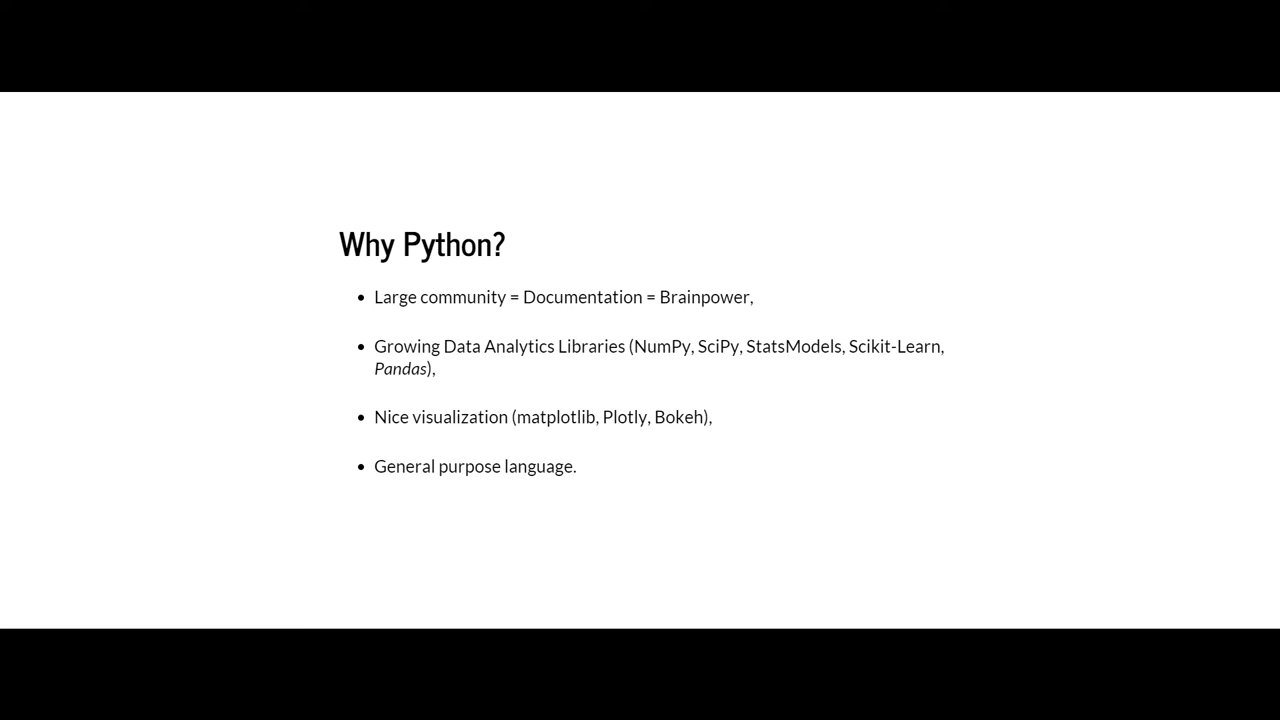 Why Python?
• Large community = Documentation = Brainpower,
• Growing Data Analytics Libraries (NumPy, SciPy, StatsModels, Scikit-Learn,
Pandas),
• Nice visualization (matplotlib, Plotly, Bokeh),
• General purpose language.